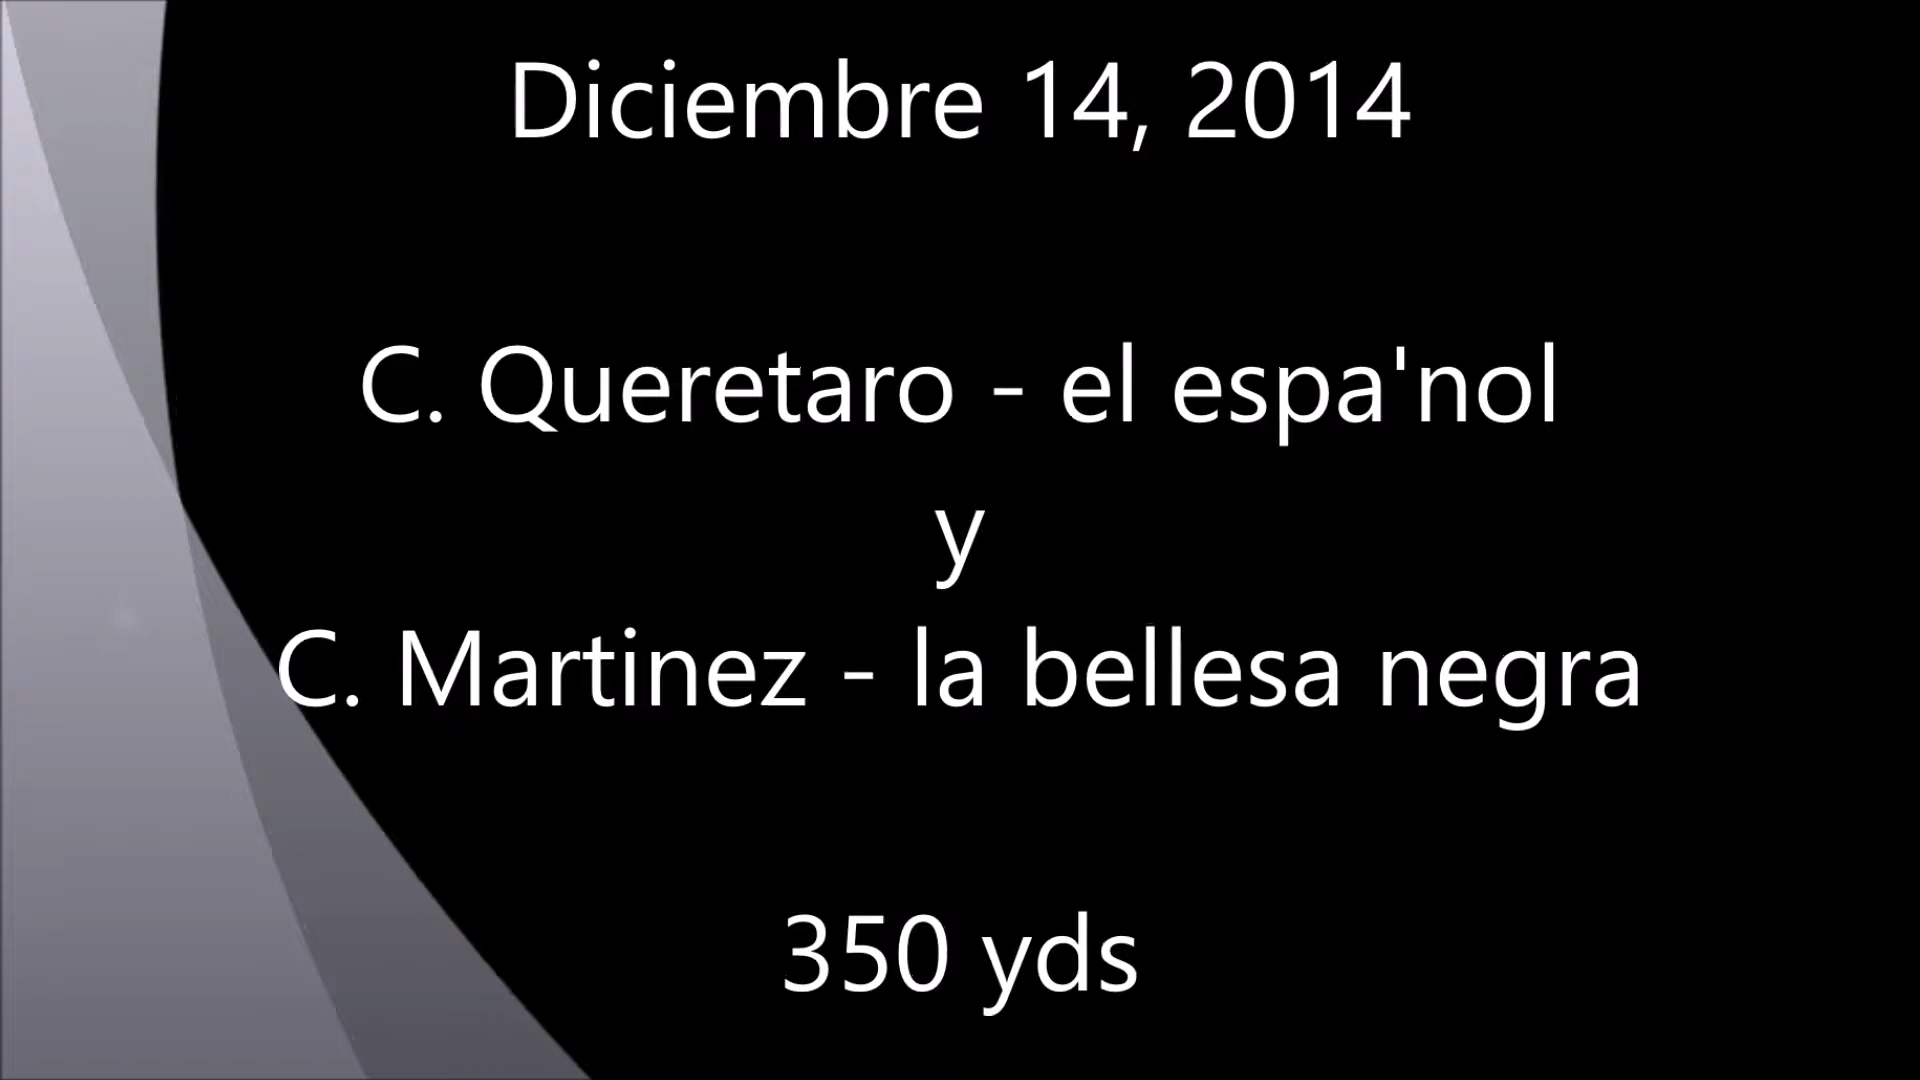 Diciembre 14, 2014
C. Queretaro - el espa'nol
y
C. Martinez - la bellesa negra
350 yds